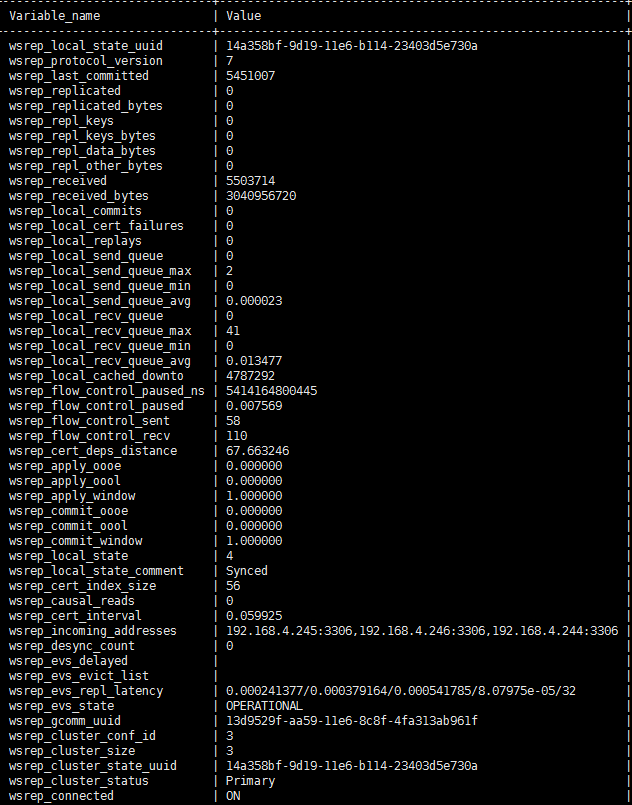 Variable_name | Value
wsrep_local_state_uuid | 14a358bf-9d19-11e6-b114-23403d5e730a
wsrep_protocol_version | 7
wsrep_last_committed | 5451007
wsrep_replicated | 0
wsrep_replicated_bytes | 0
wsrep_repl_keys | 0
wsrep_repl_keys_bytes | 0
wsrep_repl_data_bytes | 0
wsrep_repl_other_bytes | 0
wsrep_received | 5503714
wsrep_received_bytes | 3040956720
wsrep_local_commits | 0
wsrep_local_cert_failures | 0
wsrep_local_replays | 0
wsrep_local_send_queue | 0
wsrep_local_send_queue_max | 2
wsrep_local_send_queue_min | 0
wsrep_local_send_queue_avg | 0.000023
wsrep_local_recv_queue | 0
wsrep_local_recv_queue_max | 41
wsrep_local_recv_queue_min | 0
wsrep_local_recv_queue_avg | 0.013477
wsrep_local_cached_downto | 4787292
wsrep_flow_control_paused_ns | 5414164800445
wsrep_flow_control_paused | 0.007569
wsrep_flow_control_sent | 58
wsrep_flow_control_recv | 110
wsrep_cert_deps_distance | 67.663246
wsrep_apply_oooe | 0.000000
wsrep_apply_oool | 0.000000
wsrep_apply_window | 1.000000
wsrep_commit_oooe | 0.000000
wsrep_commit_oool | 0.000000
wsrep_commit_window | 1.000000
wsrep_local_state | 4
wsrep_local_state_comment | Synced
wsrep_cert_index_size | 56
wsrep_causal_reads | 0
wsrep_cert_interval | 0.059925
wsrep_incoming_addresses | 192.168.4.245:3306,192.168.4.246:3306,192.168.4.244:3306
wsrep_desync_count | 0
wsrep_evs_delayed |
wsrep_evs_evict_list |
wsrep_evs_repl_latency | 0.000241377/0.000379164/0.000541785/8.07975e-05/32
wsrep_evs_state | OPERATIONAL
wsrep_gcomm_uuid | 13d9529f-aa59-11e6-8c8f-4fa313ab961f
wsrep_cluster_conf_id | 3
wsrep_cluster_size | 3
wsrep_cluster_state_uuid | 14a358bf-9d19-11e6-b114-23403d5e730a
wsrep_cluster_status | Primary
wsrep_connected | ON